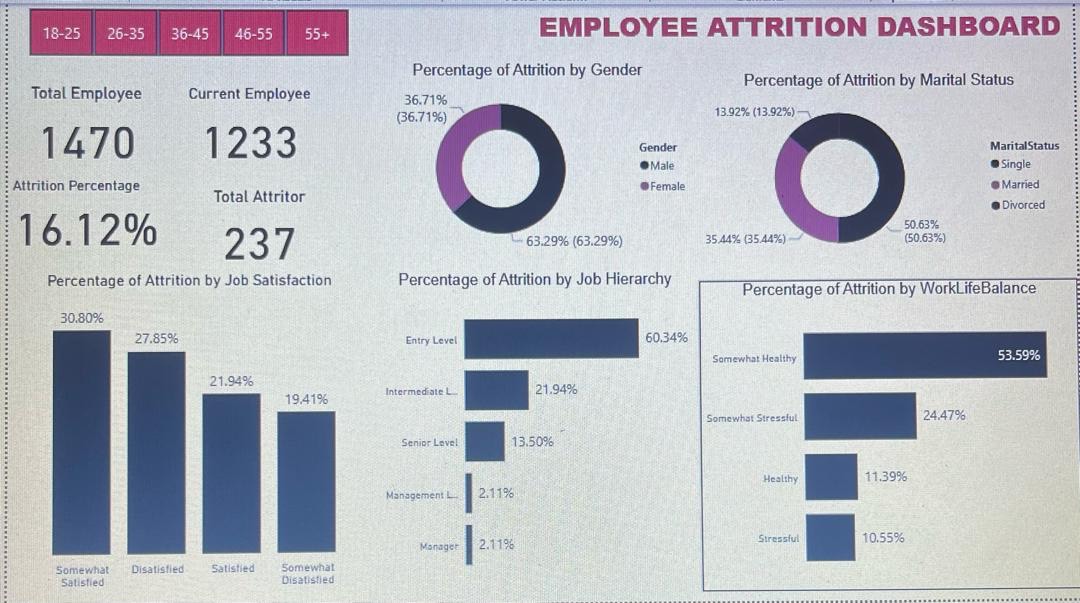 18-25 26-35 36-45 46-55 55+
EMPLOYEE ATTRITION DASHBOARD
Total Employee
1470
Current Employee
1233
Attrition Percentage
16.12%
Total Attritor
237
Percentage of Attrition by Gender
36.71%
(36.71%)
63.29% (63.29%)
Gender
Male
Female
Percentage of Attrition by Marital Status
13.92% (13.92%)
35.44% (35.44%)
50.63%
(50.63%)
MaritalStatus
Single
Married
Divorced
Percentage of Attrition by Job Satisfaction
30.80%
27.85%
21.94%
19.41%
Somewhat
Satisfied
Disatisfied
Satisfied
Somewhat
Disatisfied
Percentage of Attrition by Job Hierarchy
Entry Level 60.34%
Intermediate L... 21.94%
Senior Level 13.50%
Management L... 2.11%
Manager 2.11%
Percentage of Attrition by WorkLifeBalance
Somewhat Healthy 53.59%
Somewhat Stressful 24.47%
Healthy 11.39%
Stressful 10.55%